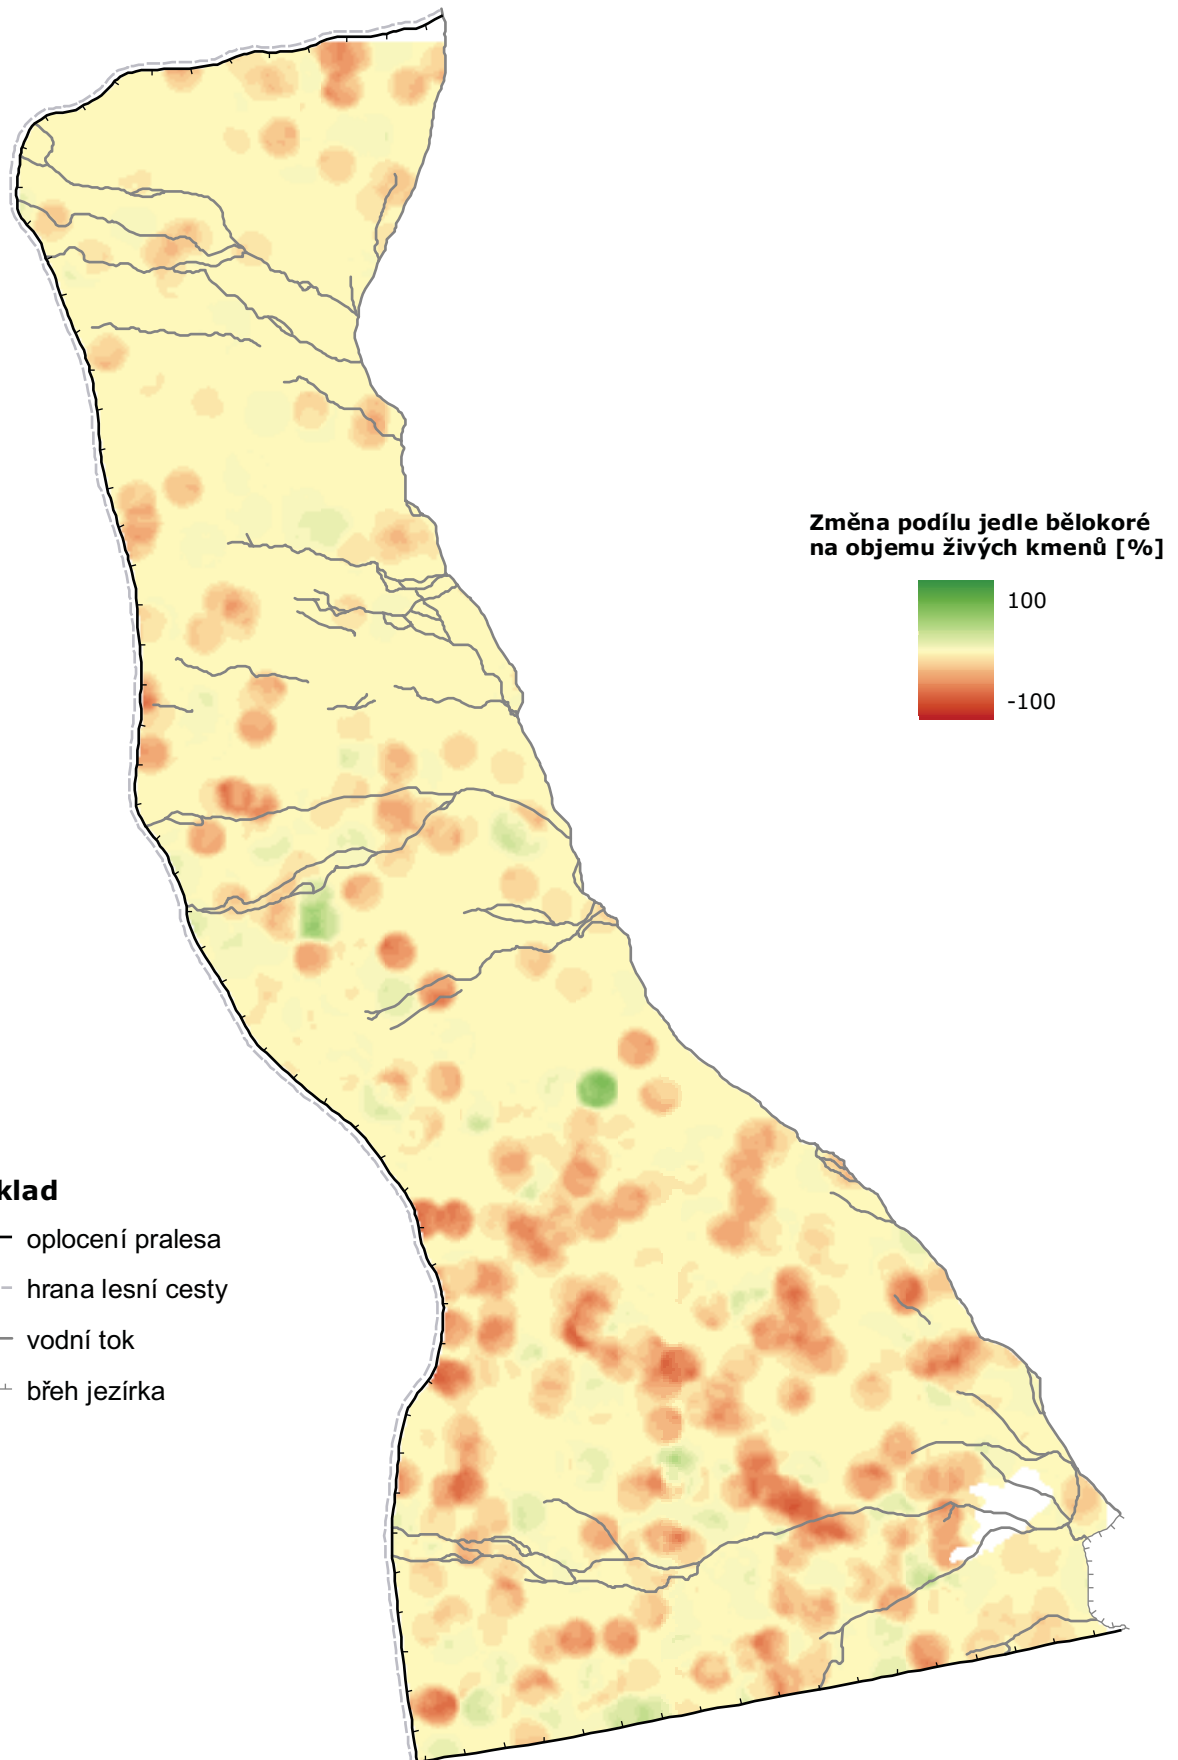 Změna podílu jedle bělokoré
na objemu živých kmenů [%]
100
-100
klad
oplocení pralesa
hrana lesní cesty
vodní tok
břeh jezírka